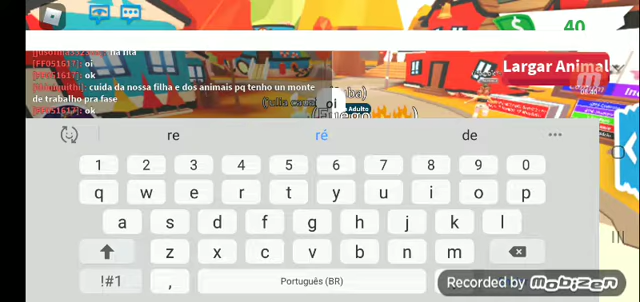 40
na fila
[FF051617]: oi
[FF051617]: ok
cuida da nossa filha e dos animais pq tenho um monte
de trabalho pra fase
[FF051617]: ok
Largar Animal
08:40
oi
Adulto
re ré de •••
1 2 3 4 5 6 7 8 9 0
q w e r t y u i o p
a s d f g h j k l
z x c v b n m
!#1 , Português (BR)
Recorded by mobizen